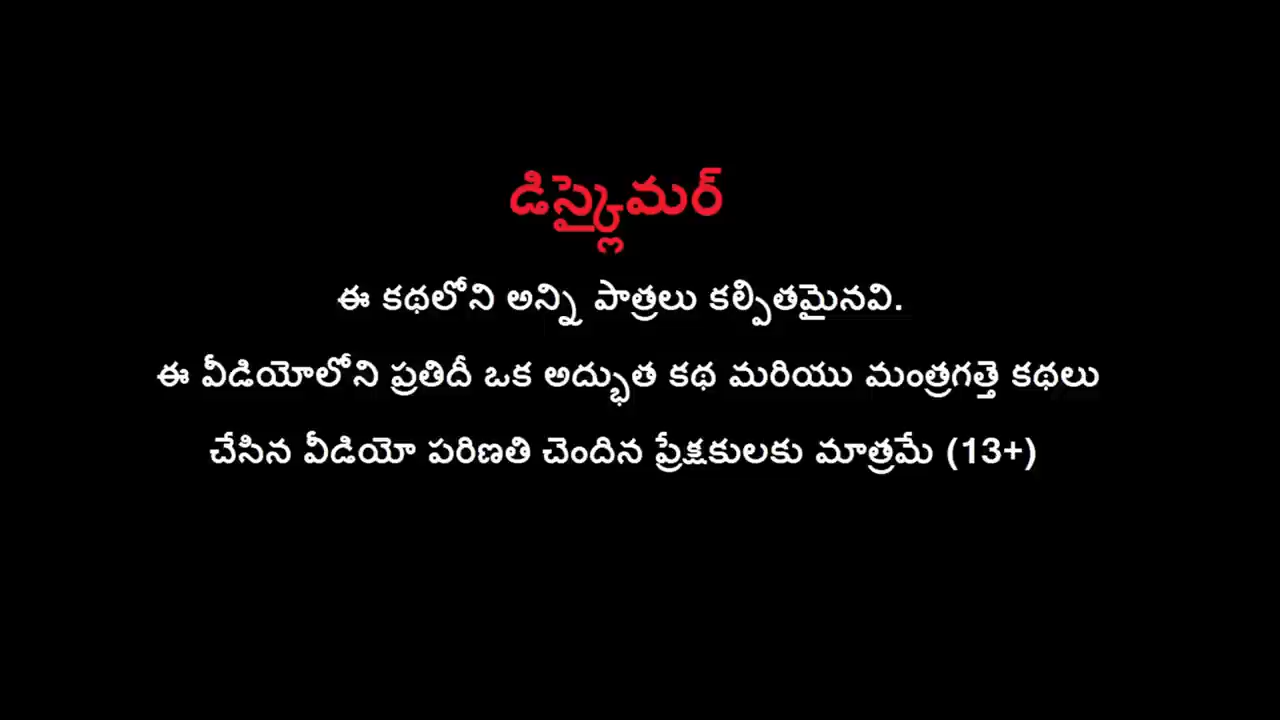 డిస్క్లైమర్
ఈ కథలోని అన్ని పాత్రలు కల్పితమైనవి.
ఈ వీడియోలోని ప్రతిదీ ఒక అద్భుత కథ మరియు మంత్రగత్తె కథలు
చేసిన వీడియో పరిణతి చెందిన ప్రేక్షకులకు మాత్రమే (13+)